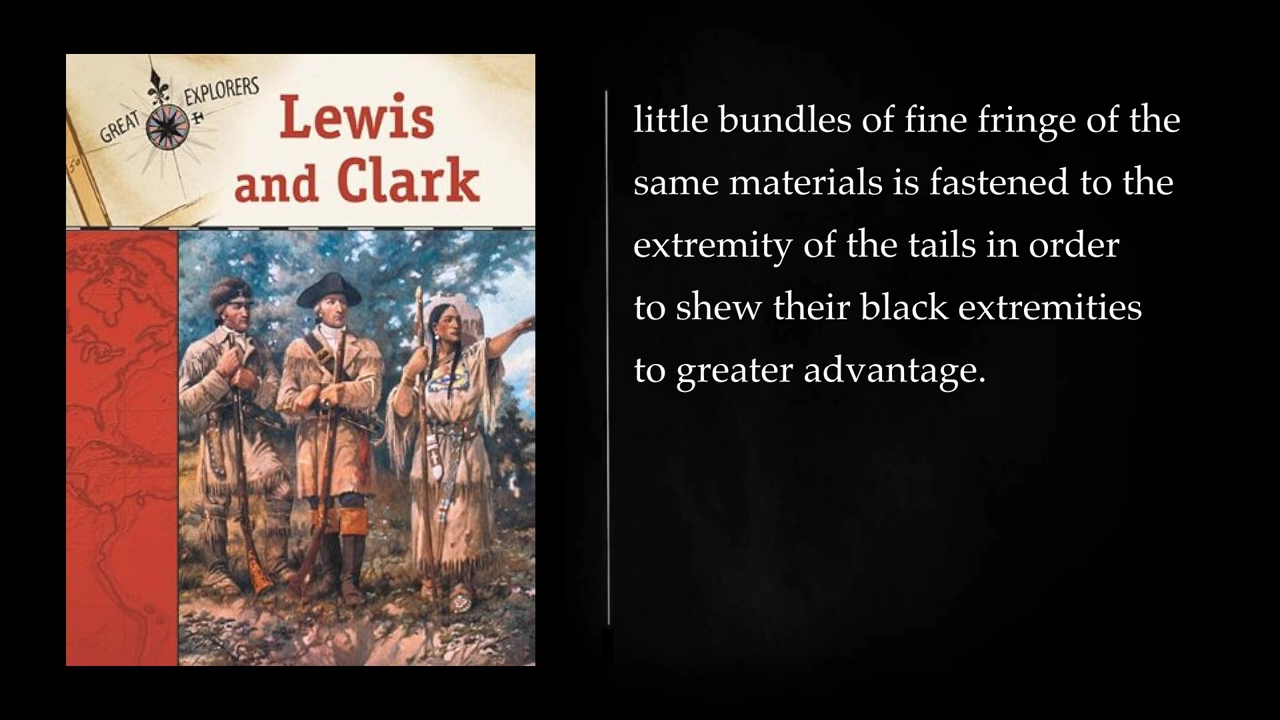 GREAT EXPLORERS
Lewis
and Clark
50
little bundles of fine fringe of the
same materials is fastened to the
extremity of the tails in order
to shew their black extremities
to greater advantage.